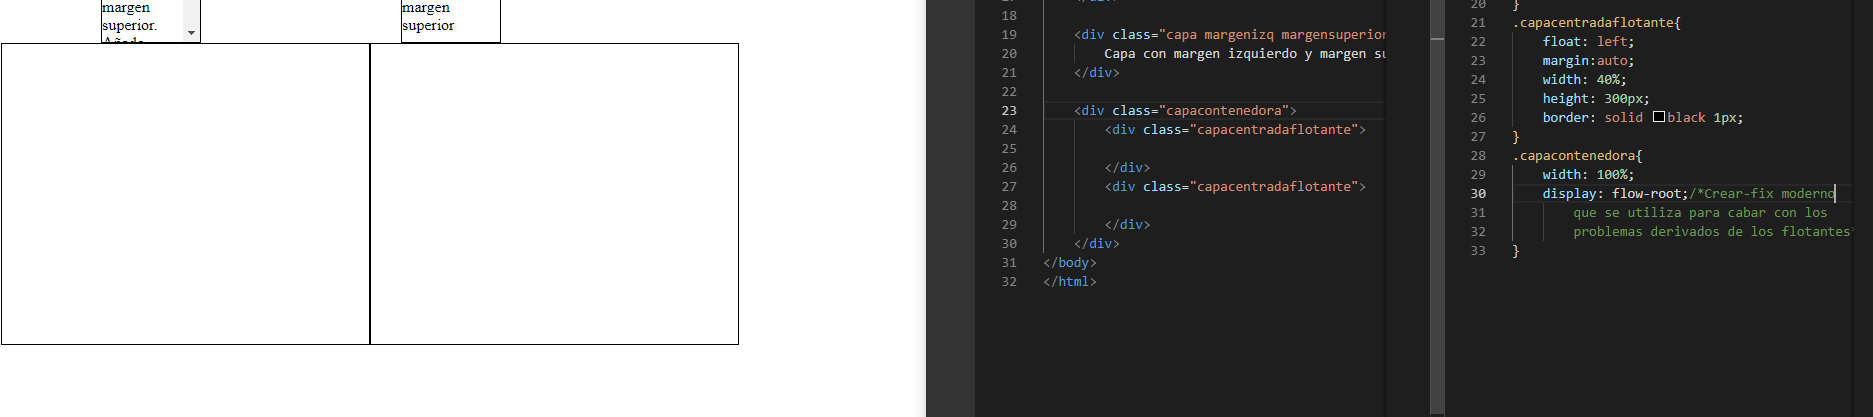 margen
superior.
Añade
margen
superior
18
19 <div class="capa margenizq margensuperior
20 Capa con margen izquierdo y margen su
21 </div>
22
23 <div class="capacontenedora">
24 <div class="capacentradaflotante">
25
26 </div>
27 <div class="capacentradaflotante">
28
29 </div>
30 </div>
31 </body>
32 </html>
20 }
21 .capacentradaflotante{
22 float: left;
23 margin:auto;
24 width: 40%;
25 height: 300px;
26 border: solid black 1px;
27 }
28 .capacontenedora{
29 width: 100%;
30 display: flow-root;/*Crear-fix moderno
31 que se utiliza para cabar con los
32 problemas derivados de los flotantes*
33 }